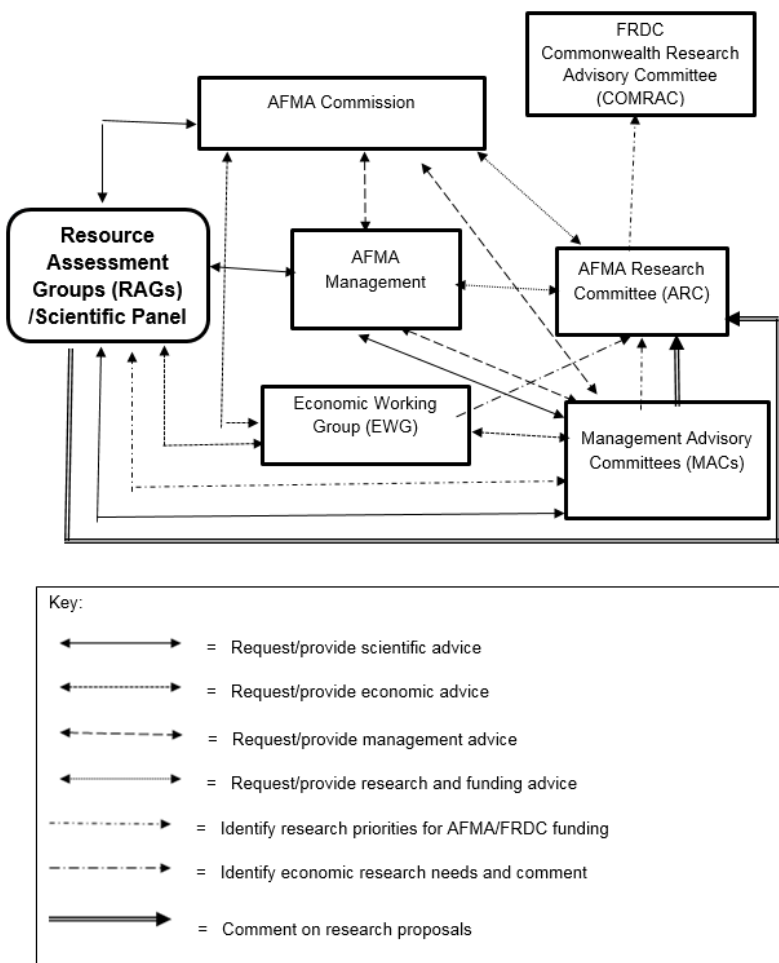 FRDC
Commonwealth Research
Advisory Committee
(COMRAC)
AFMA Commission
Resource
Assessment
Groups (RAGs)
/Scientific Panel
AFMA
Management
AFMA Research
Committee (ARC)
Economic Working
Group (EWG)
Management Advisory
Committees (MACs)
Key:
= Request/provide scientific advice
= Request/provide economic advice
= Request/provide management advice
= Request/provide research and funding advice
= Identify research priorities for AFMA/FRDC funding
= Identify economic research needs and comment
= Comment on research proposals